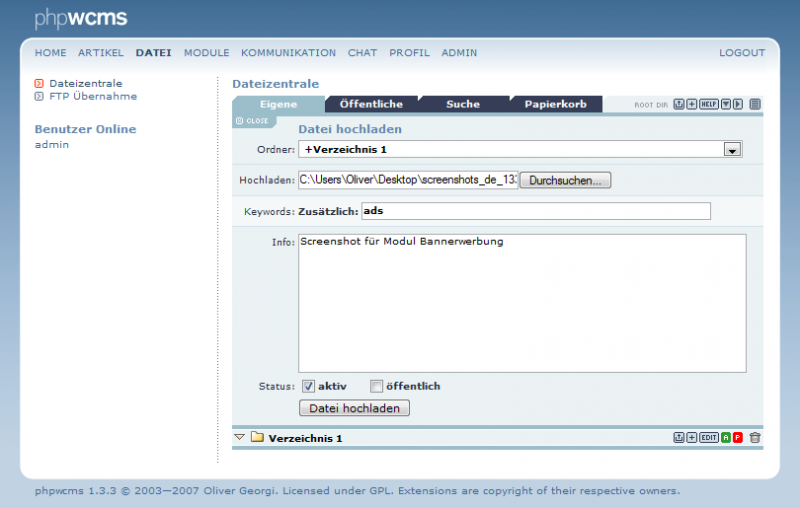 phpwcms
HOME ARTIKEL DATEI MODULE KOMMUNIKATION CHAT PROFIL ADMIN LOGOUT
Dateizentrale
FTP Übernahme
Benutzer Online
admin
Dateizentrale
Eigene Öffentliche Suche Papierkorb ROOT DIR HELP
CLOSE
Datei hochladen
Ordner: +Verzeichnis 1
Hochladen: C:\Users\Oliver\Desktop\screenshots_de_13 Durchsuchen...
Keywords: Zusätzlich: ads
Info: Screenshot für Modul Bannerwerbung
Status: aktiv öffentlich
Datei hochladen
Verzeichnis 1 EDIT A P
phpwcms 1.3.3 © 2003—2007 Oliver Georgi. Licensed under GPL. Extensions are copyright of their respective owners.